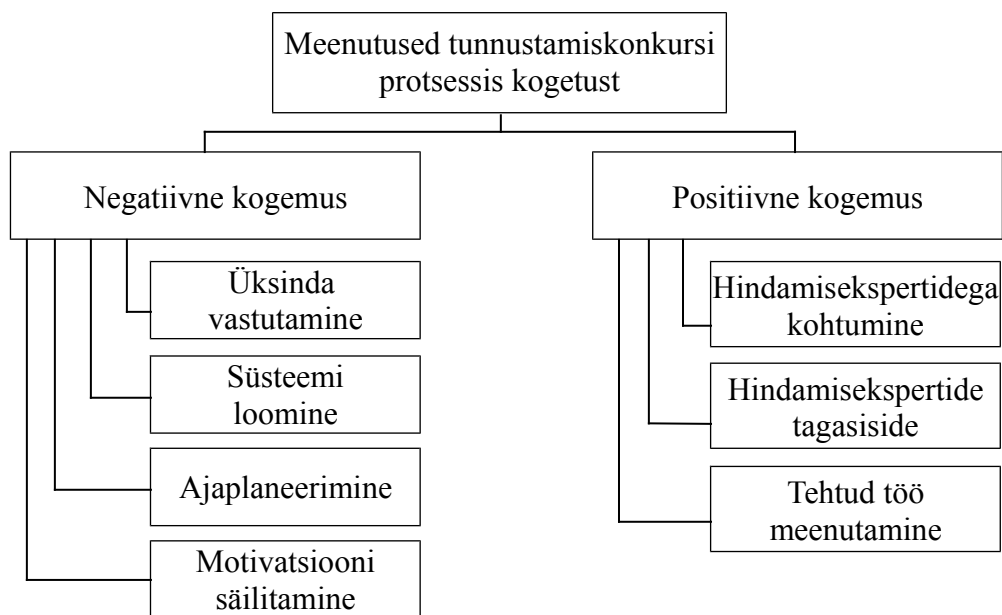 Meenutused tunnustamiskonkursi
protsessis kogetust
Negatiivne kogemus
Üksinda
vastutamine
Süsteemi
loomine
Ajaplaneerimine
Motivatsiooni
säilitamine
Positiivne kogemus
Hindamisekspertidega
kohtumine
Hindamisekspertide
tagasiside
Tehtud töö
meenutamine